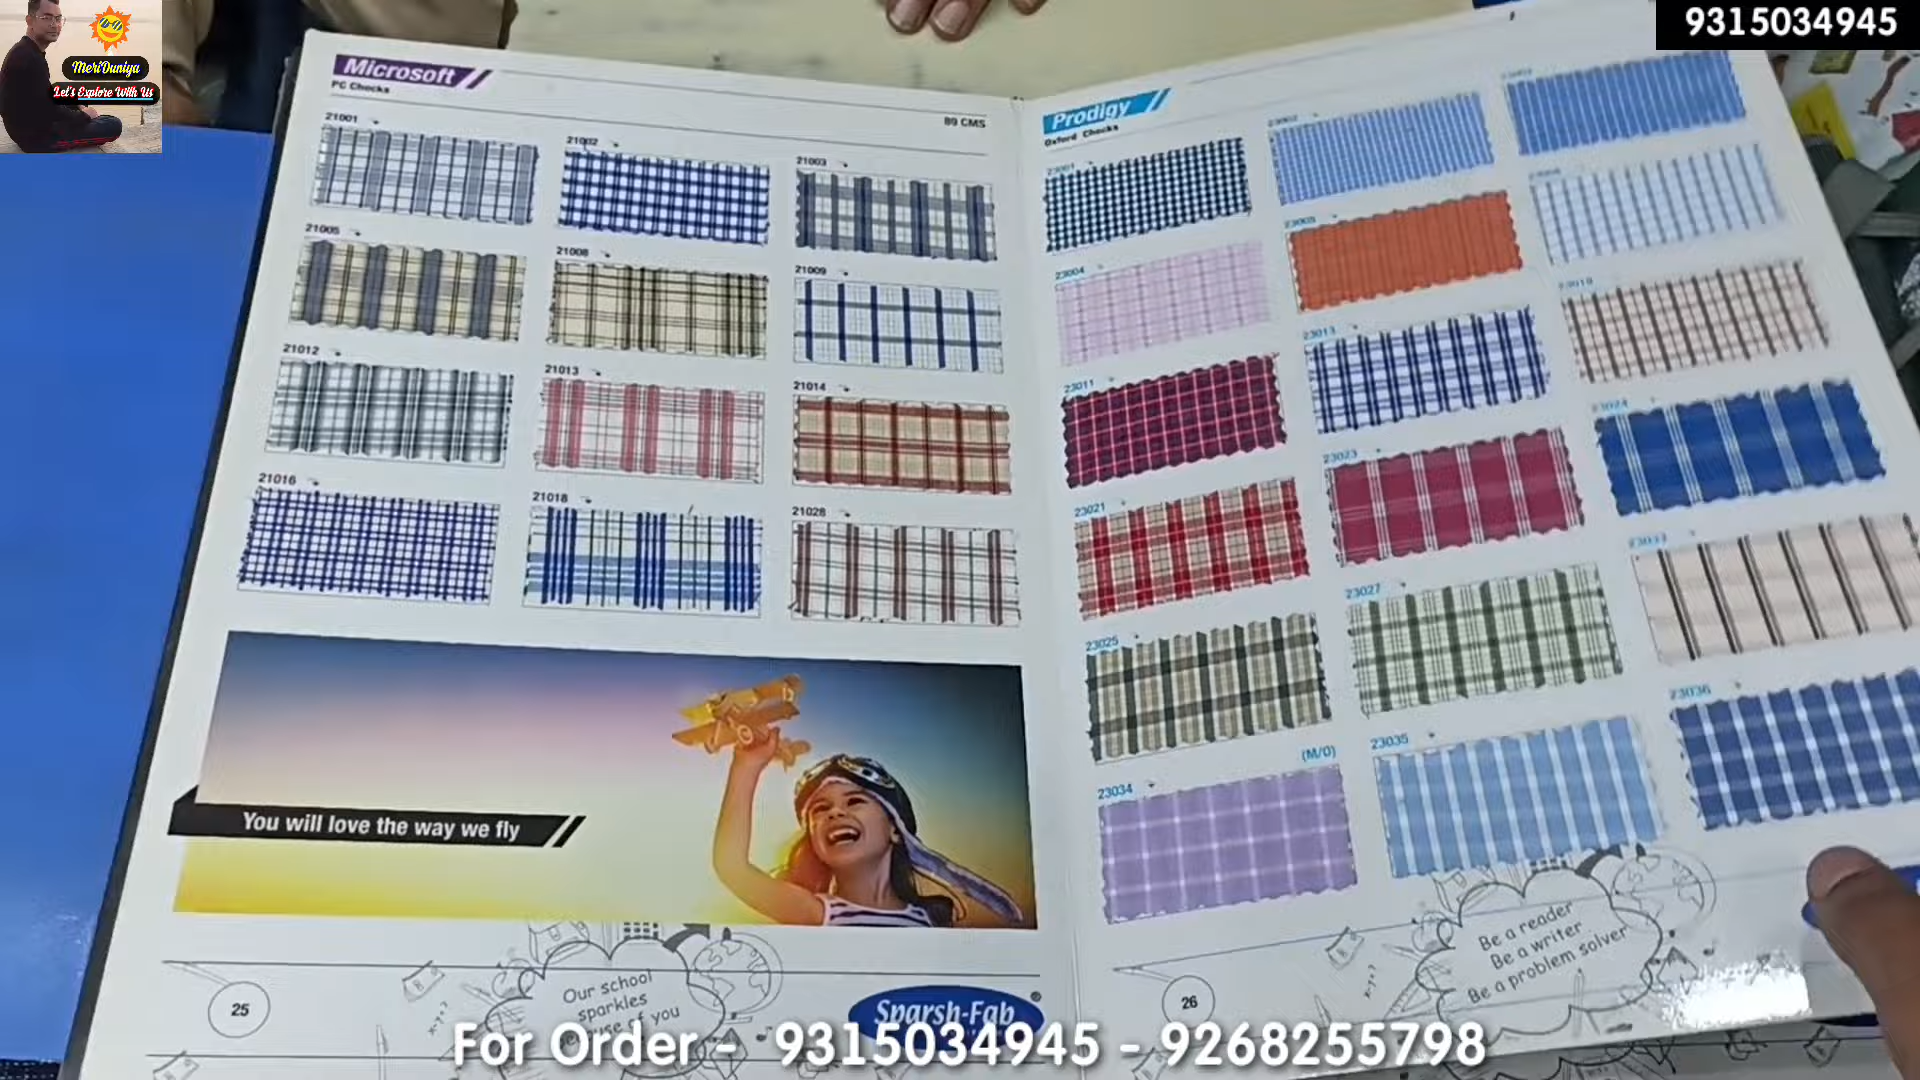 MeriDuniya
Let's Explore With Us
9315034945
Microsoft
PC Checks
89 CMS
21001
21002
21003
21005
21008
21009
21012
21013
21014
21016
21018
21028
You will love the way we fly
Our school
sparkles
of you
25
Sparsh-Fab
Prodigy
Oxford Checks
23001
23004
23011
23013
23021
23023
23024
23025
23027
(M/O)
23034
23035
23036
Be a reader
Be a writer
Be a problem solver
26
For Order - 9315034945 - 9268255798